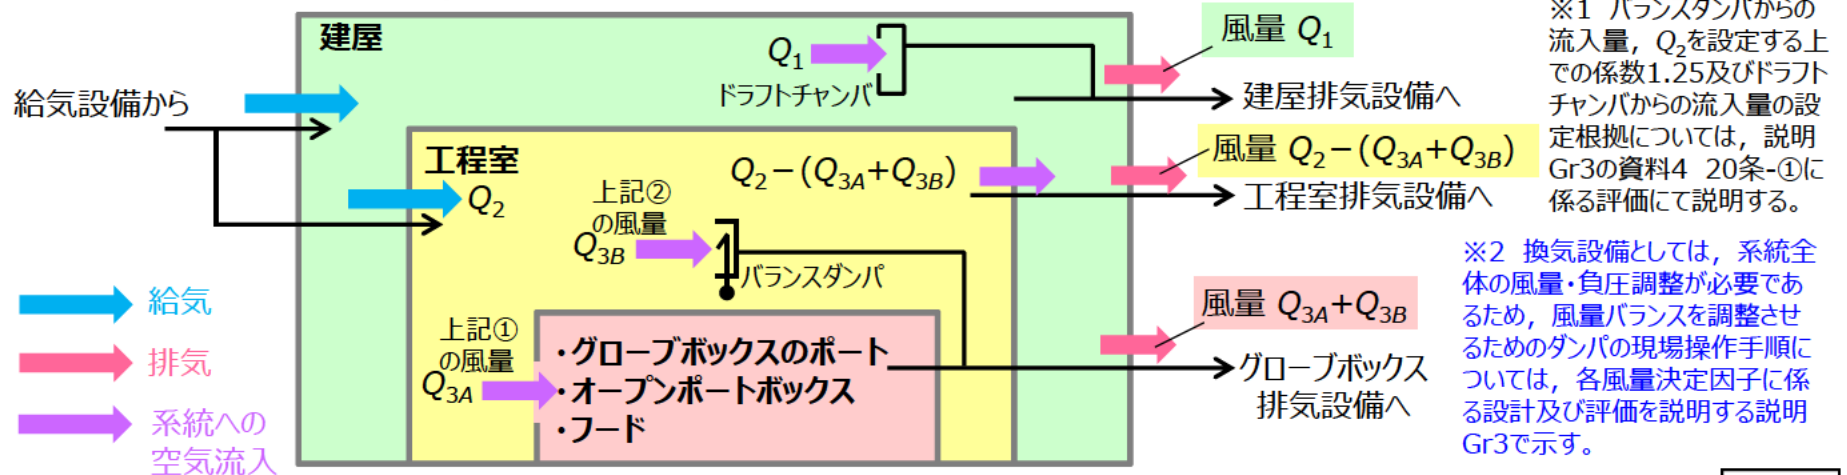 建屋
Q1
ドラフトチャンバ
風量 Q1
給気設備から
建屋排気設備へ
工程室
Q2
Q2−(Q3A+Q3B)
風量 Q2−(Q3A+Q3B)
工程室排気設備へ
上記②
の風量
Q3B
バランスダンパ
給気
排気
系統への
空気流入
上記①
の風量
Q3A
・グローブボックスのポート
・オープンポートボックス
・フード
風量 Q3A+Q3B
グローブボックス
排気設備へ
※1 バランスダンパからの
流入量，Q2を設定する上
での係数1.25及びドラフト
チャンバからの流入量の設
定根拠については，説明
Gr3の資料4 20条-①に
係る評価にて説明する。
※2 換気設備としては，系統全
体の風量・負圧調整が必要であ
るため，風量バランスを調整させ
るためのダンパの現場操作手順に
ついては，各風量決定因子に係
る設計及び評価を説明する説明
Gr3で示す。